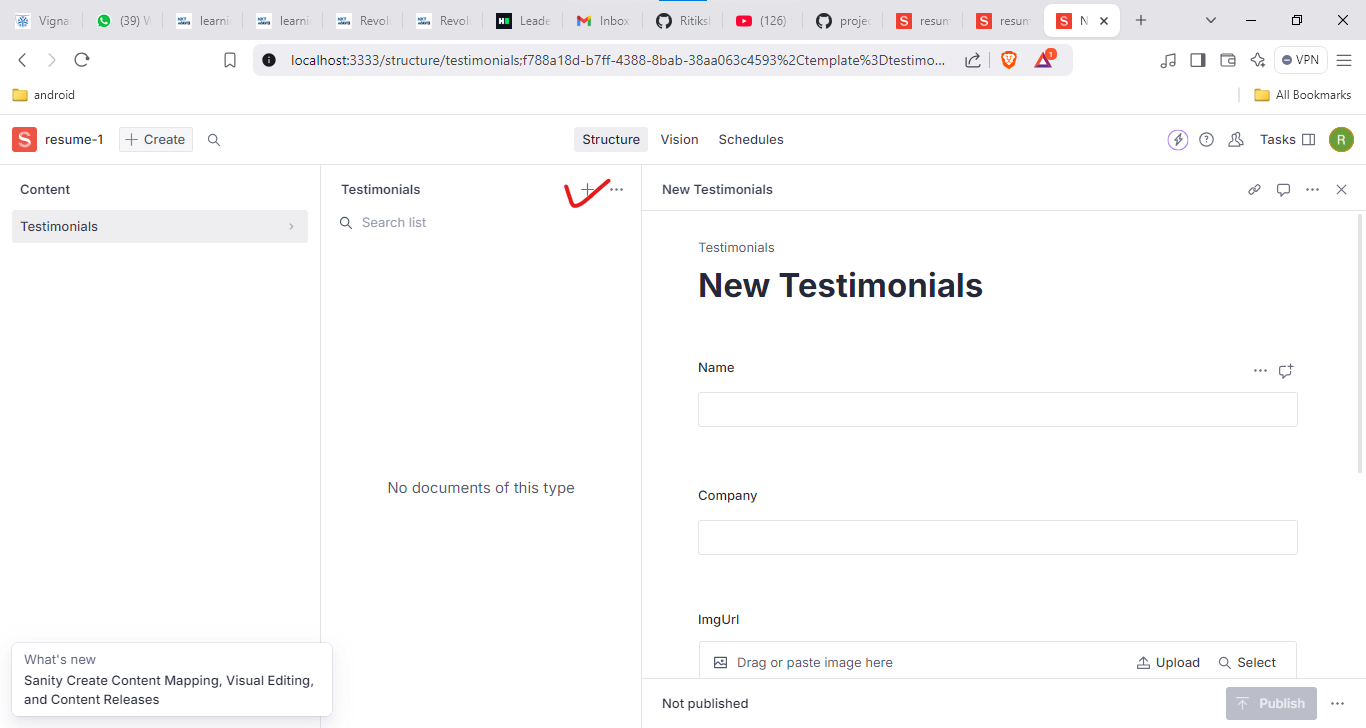 Vigna
(39) W
learni
learni
Revol
Revol
Leade
Inbox
Ritiksh
(126)
projec
resum
resum
N
localhost:3333/structure/testimonials;f788a18d-b7ff-4388-8bab-38aa063c4593%2Ctemplate%3Dtestimo...
1
VPN
android
All Bookmarks
S resume-1
Create
Structure
Vision
Schedules
Tasks
R
Content
Testimonials
Testimonials
Search list
No documents of this type
New Testimonials
Testimonials
New Testimonials
Name
Company
ImgUrl
Drag or paste image here
Upload
Select
What's new
Sanity Create Content Mapping, Visual Editing,
and Content Releases
Not published
Publish